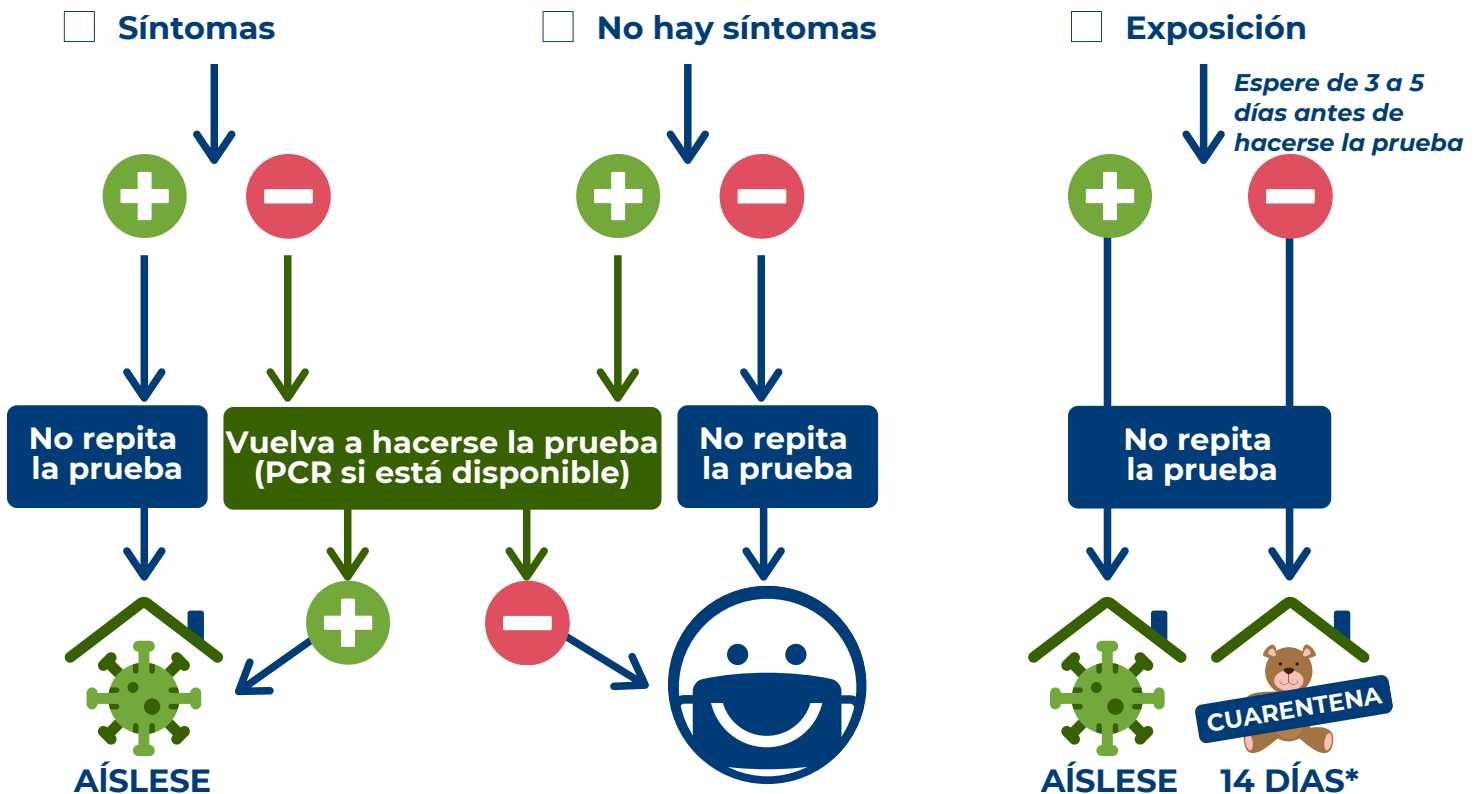 Síntomas
No hay síntomas
Exposición
Espere de 3 a 5
días antes de
hacerse la prueba
No repita
la prueba
Vuelva a hacerse la prueba
(PCR si está disponible)
No repita
la prueba
No repita
la prueba
CUARENTENA
AÍSLESE
AÍSLESE
14 DÍAS*